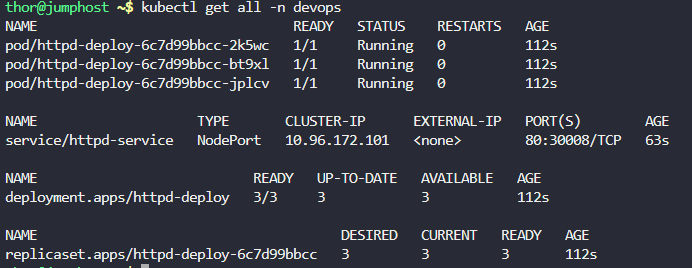 thor@jumphost ~$ kubectl get all -n devops
NAME                                READY   STATUS    RESTARTS   AGE
pod/httpd-deploy-6c7d99bbcc-2k5wc   1/1     Running   0          112s
pod/httpd-deploy-6c7d99bbcc-bt9xl   1/1     Running   0          112s
pod/httpd-deploy-6c7d99bbcc-jplcv   1/1     Running   0          112s

NAME                    TYPE       CLUSTER-IP      EXTERNAL-IP   PORT(S)        AGE
service/httpd-service   NodePort   10.96.172.101   <none>        80:30008/TCP   63s

NAME                           READY   UP-TO-DATE   AVAILABLE   AGE
deployment.apps/httpd-deploy   3/3     3            3           112s

NAME                                      DESIRED   CURRENT   READY   AGE
replicaset.apps/httpd-deploy-6c7d99bbcc   3         3         3       112s